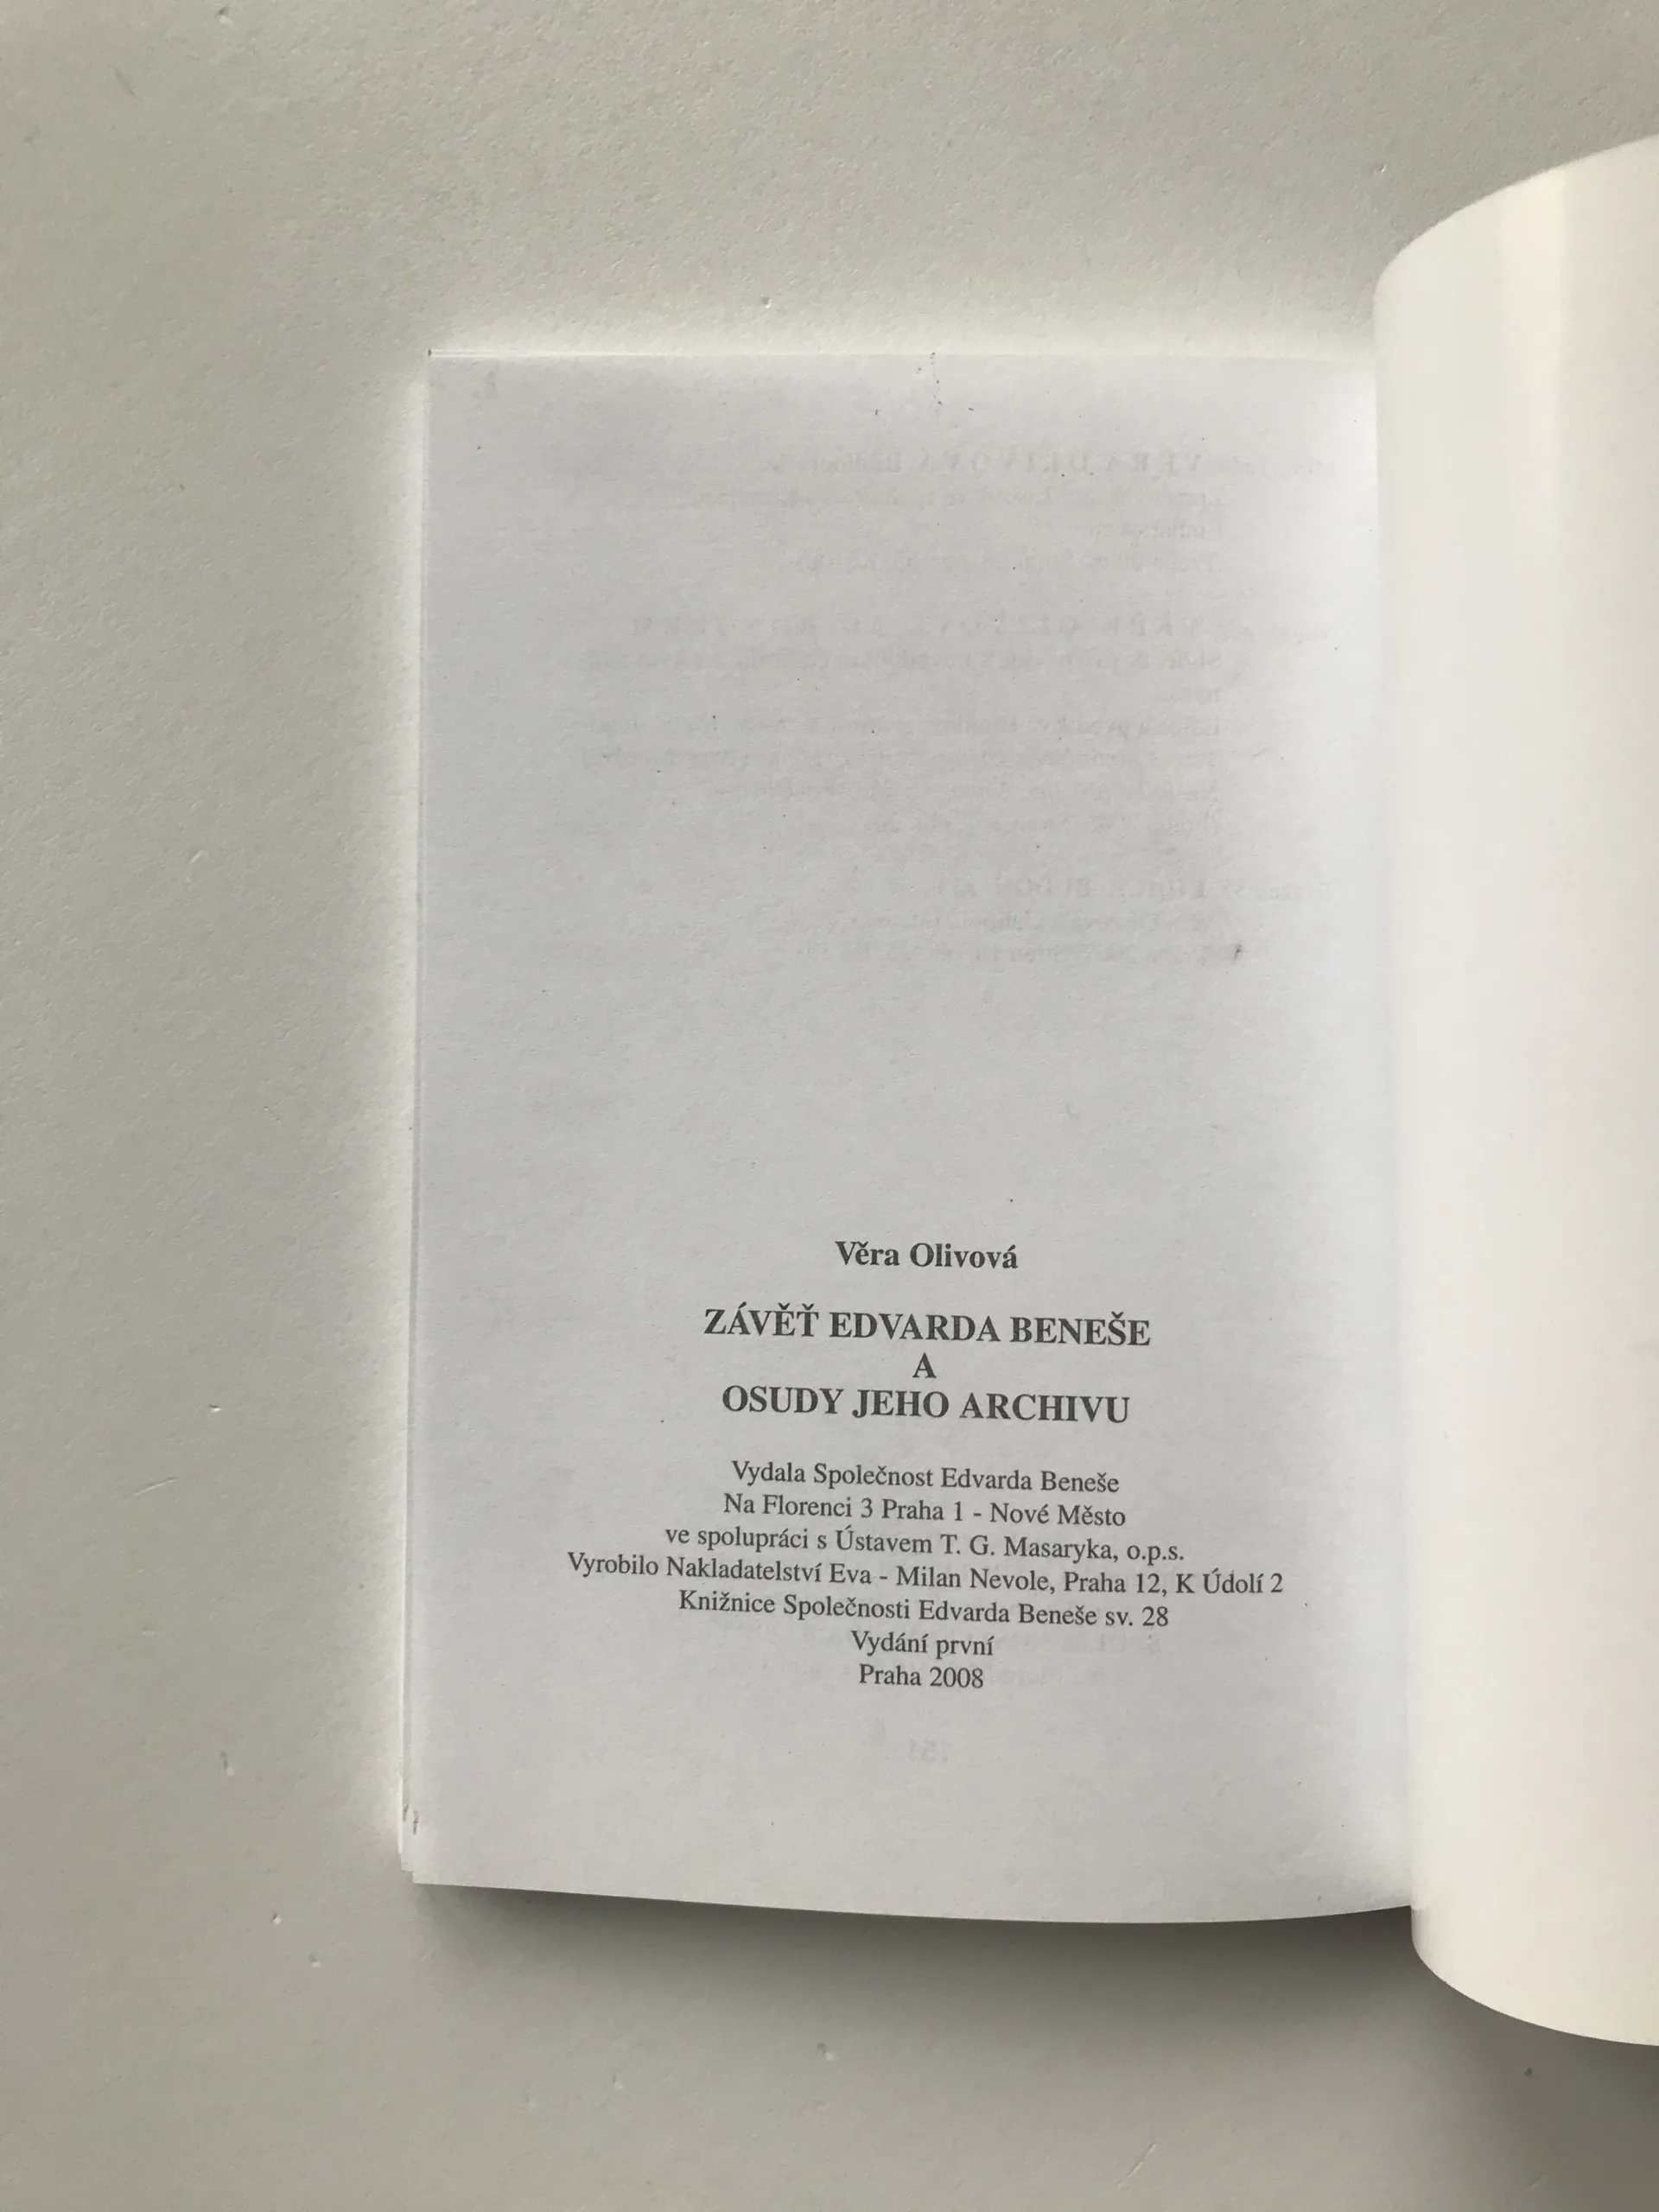 Věra Olivová
ZÁVĚŤ EDVARDA BENEŠE
A
OSUDY JEHO ARCHIVU
Vydala Společnost Edvarda Beneše
Na Florenci 3 Praha 1 - Nové Město
ve spolupráci s Ústavem T. G. Masaryka, o.p.s.
Vyrobilo Nakladatelství Eva - Milan Nevole, Praha 12, K Údolí 2
Knižnice Společnosti Edvarda Beneše sv. 28
Vydání první
Praha 2008